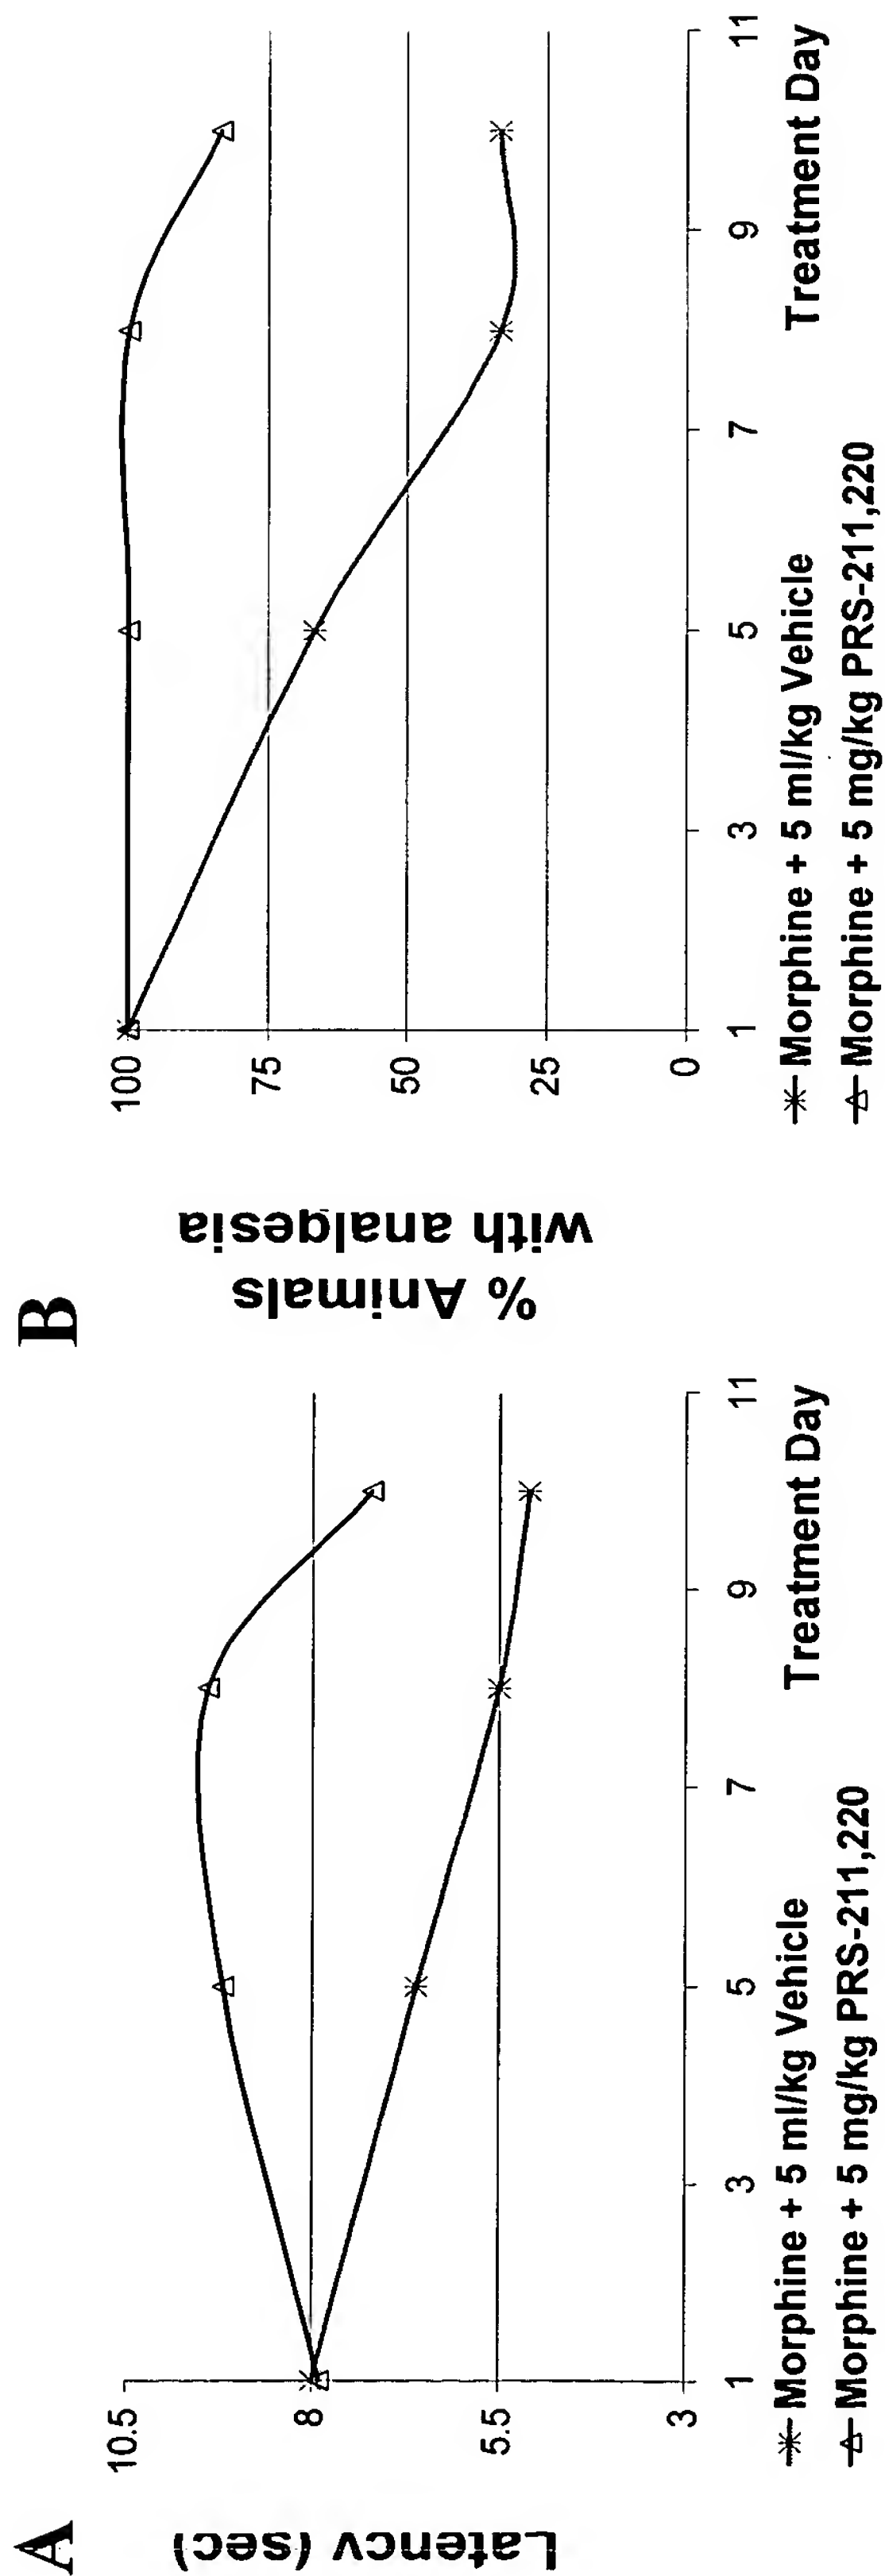 A
Latency (sec)
10.5
8
5.5
3
1
3
5
7
9
11
Treatment Day
Morphine + 5 ml/kg Vehicle
Morphine + 5 mg/kg PRS-211,220
B
% Animals
with analgesia
100
75
50
25
0
1
3
5
7
9
11
Treatment Day
Morphine + 5 ml/kg Vehicle
Morphine + 5 mg/kg PRS-211,220